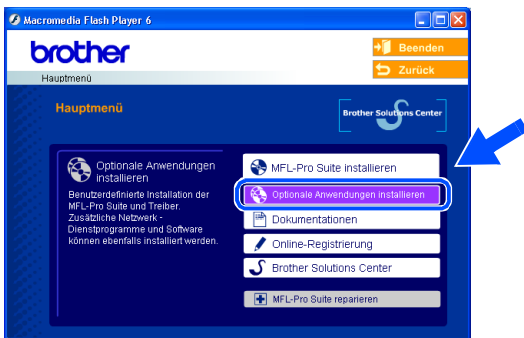 Macromedia Flash Player 6
brother
Beenden
Zurück
Hauptmenü
Hauptmenü
Brother Solutions Center
Optionale Anwendungen
installieren
Benutzerdefinierte Installation der
MFL-Pro Suite und Treiber.
Zusätzliche Netzwerk -
Dienstprogramme und Software
können ebenfalls installiert werden.
MFL-Pro Suite installieren
Optionale Anwendungen installieren
Dokumentationen
Online-Registrierung
Brother Solutions Center
MFL-Pro Suite reparieren